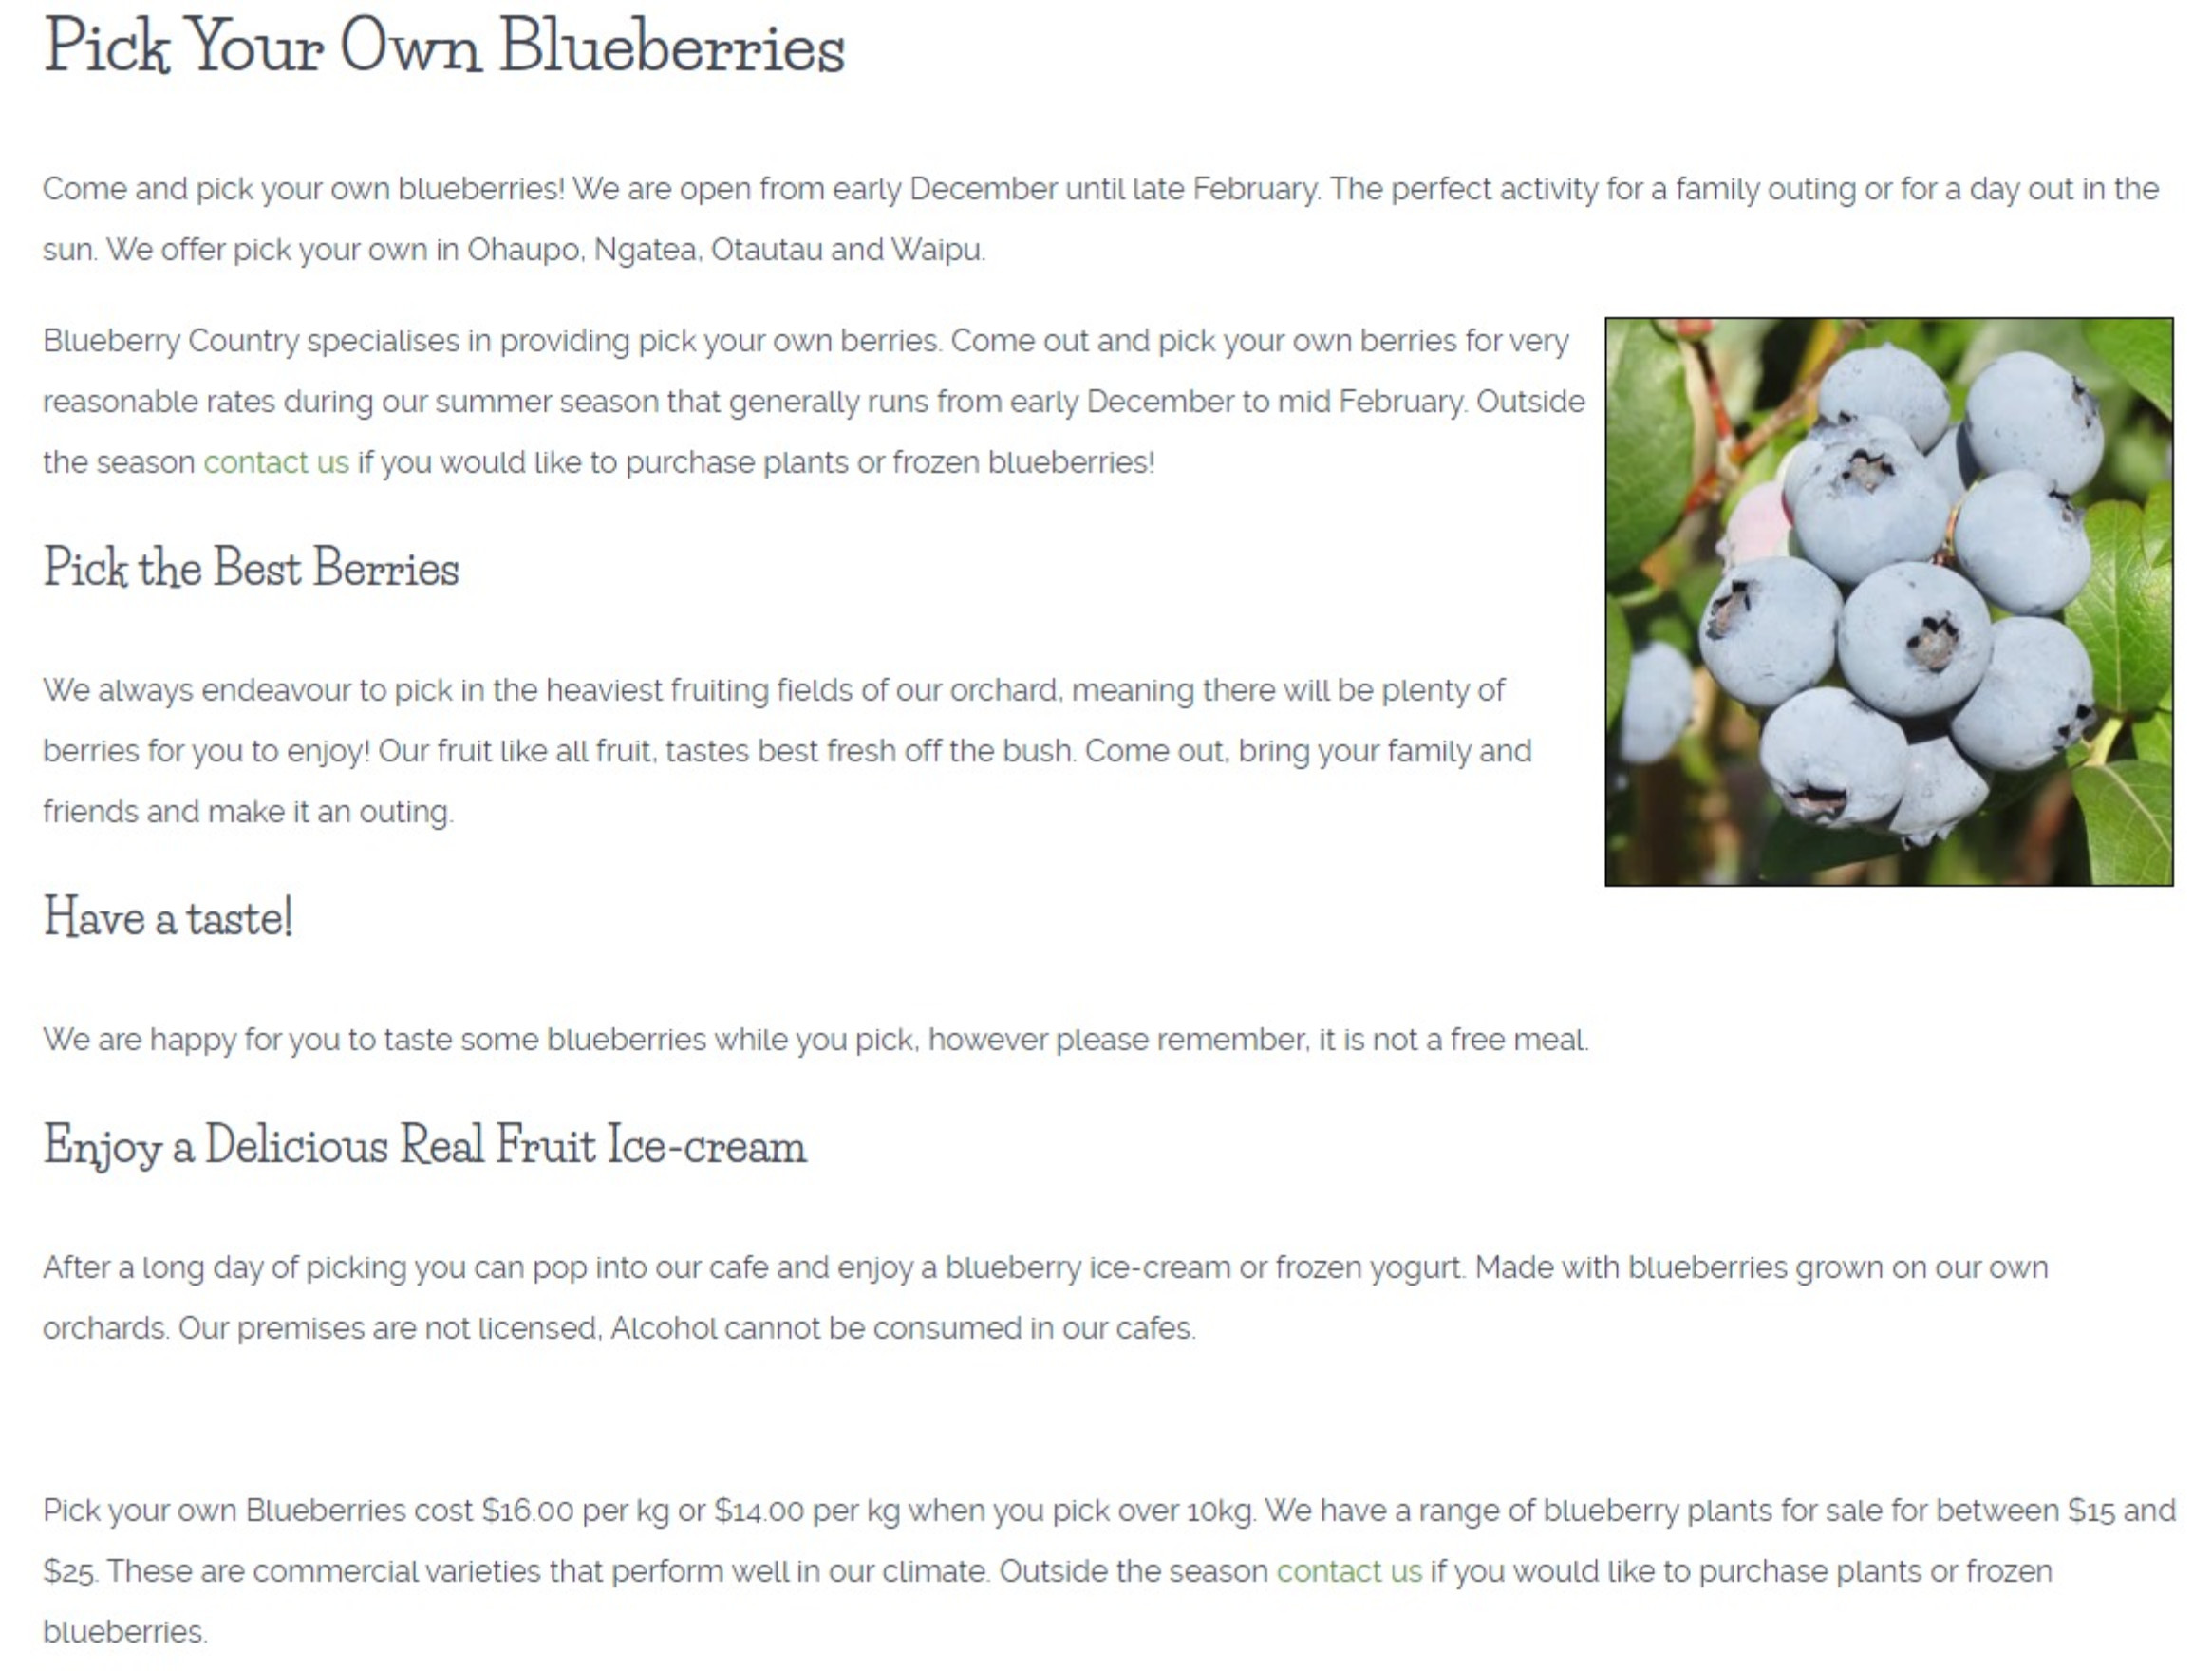 Pick Your Own Blueberries
Come and pick your own blueberries! We are open from early December until late February. The perfect activity for a family outing or for a day out in the
sun. We offer pick your own in Ohaupo, Ngatea, Otautau and Waipu.
Blueberry Country specialises in providing pick your own berries. Come out and pick your own berries for very
reasonable rates during our summer season that generally runs from early December to mid February. Outside
the season contact us if you would like to purchase plants or frozen blueberries!
Pick the Best Berries
We always endeavour to pick in the heaviest fruiting fields of our orchard, meaning there will be plenty of
berries for you to enjoy! Our fruit like all fruit, tastes best fresh off the bush. Come out, bring your family and
friends and make it an outing.
Have a taste!
We are happy for you to taste some blueberries while you pick, however please remember, it is not a free meal.
Enjoy a Delicious Real Fruit Ice-cream
After a long day of picking you can pop into our cafe and enjoy a blueberry ice-cream or frozen yogurt. Made with blueberries grown on our own
orchards. Our premises are not licensed, Alcohol cannot be consumed in our cafes.
Pick your own Blueberries cost $16.00 per kg or $14.00 per kg when you pick over 10kg. We have a range of blueberry plants for sale for between $15 and
$25. These are commercial varieties that perform well in our climate. Outside the season contact us if you would like to purchase plants or frozen
blueberries.